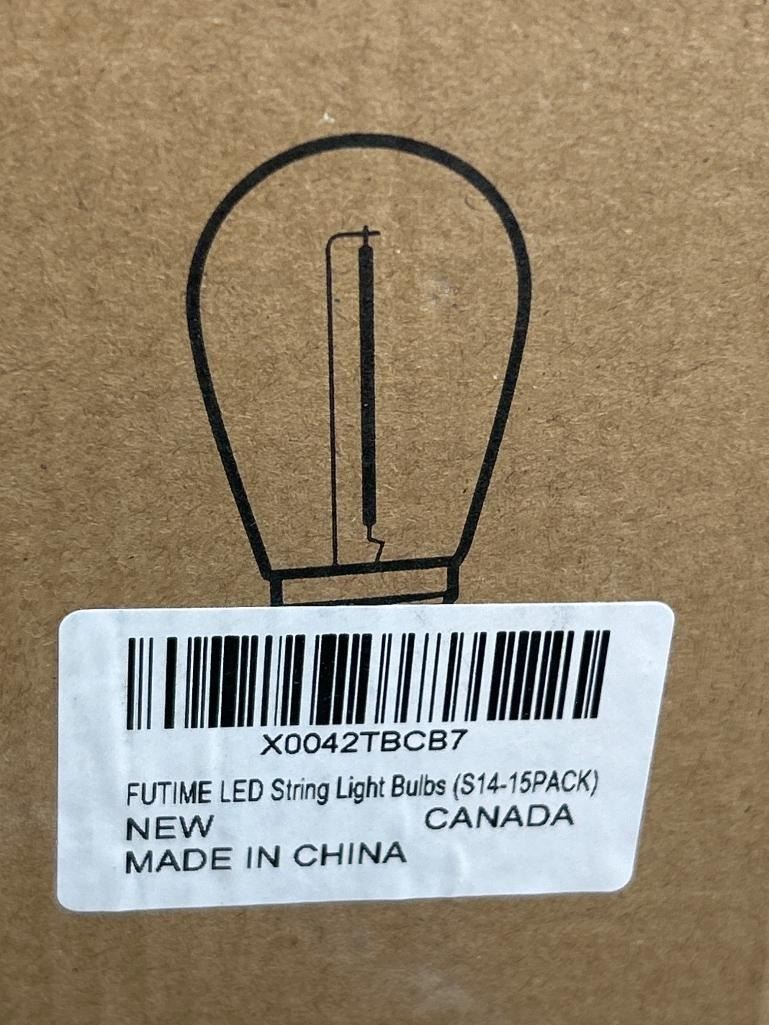 X0042TBCB7
FUTIME LED String Light Bulbs (S14-15PACK)
NEW CANADA
MADE IN CHINA